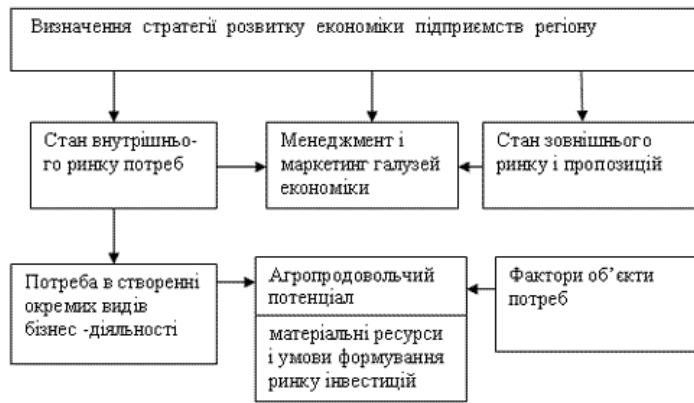 Визначення стратегії розвитку економіки підприємств регіону
Стан внутрішньо-
го ринку потреб
Менеджмент і
маркетинг галузей
економіки
Стан зовнішнього
ринку і пропозицій
Потреба в створенні
окремих видів
бізнес -діяльності
Агропродовольчий
потенціал
матеріальні ресурси
і умови формування
ринку інвестицій
Фактори об’єкти
потреб